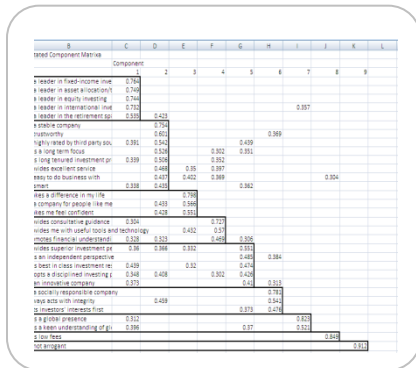 B C D E F G H I J K L
tated Component Matrixa
Component
1 2 3 4 5 6 7 8 9
a leader in fixed-income inve 0.764
a leader in asset allocation/t 0.749
a leader in equity investing 0.744
a leader in international inve 0.732 0.357
a leader in the retirement spa 0.535 0.423
a stable company 0.754
trustworthy 0.601 0.369
highly rated by third party sou 0.391 0.542 0.439
s a long term focus 0.526 0.302 0.351
s long tenured investment pr 0.339 0.506 0.352
vides excellent service 0.468 0.35 0.397
easy to do business with 0.437 0.402 0.369 0.304
smart 0.338 0.435 0.362
kes a difference in my life 0.798
a company for people like me 0.433 0.566
kes me feel confident 0.428 0.551
vides consultative guidance 0.304 0.727
vides me with useful tools and technology 0.432 0.57
motes financial understandi 0.328 0.323 0.469 0.306
vides superior investment pe 0.36 0.366 0.332 0.551
s an independent perspective 0.485 0.384
s best in class investment res 0.439 0.32 0.474
opts a disciplined investing p 0.348 0.408 0.302 0.426
an innovative company 0.373 0.41 0.313
a socially responsible company 0.781
ways acts with integrity 0.459 0.541
ts investors' interests first 0.373 0.476
s a global presence 0.312 0.823
s a keen understanding of gl 0.396 0.37 0.521
s low fees 0.849
not arrogant 0.912